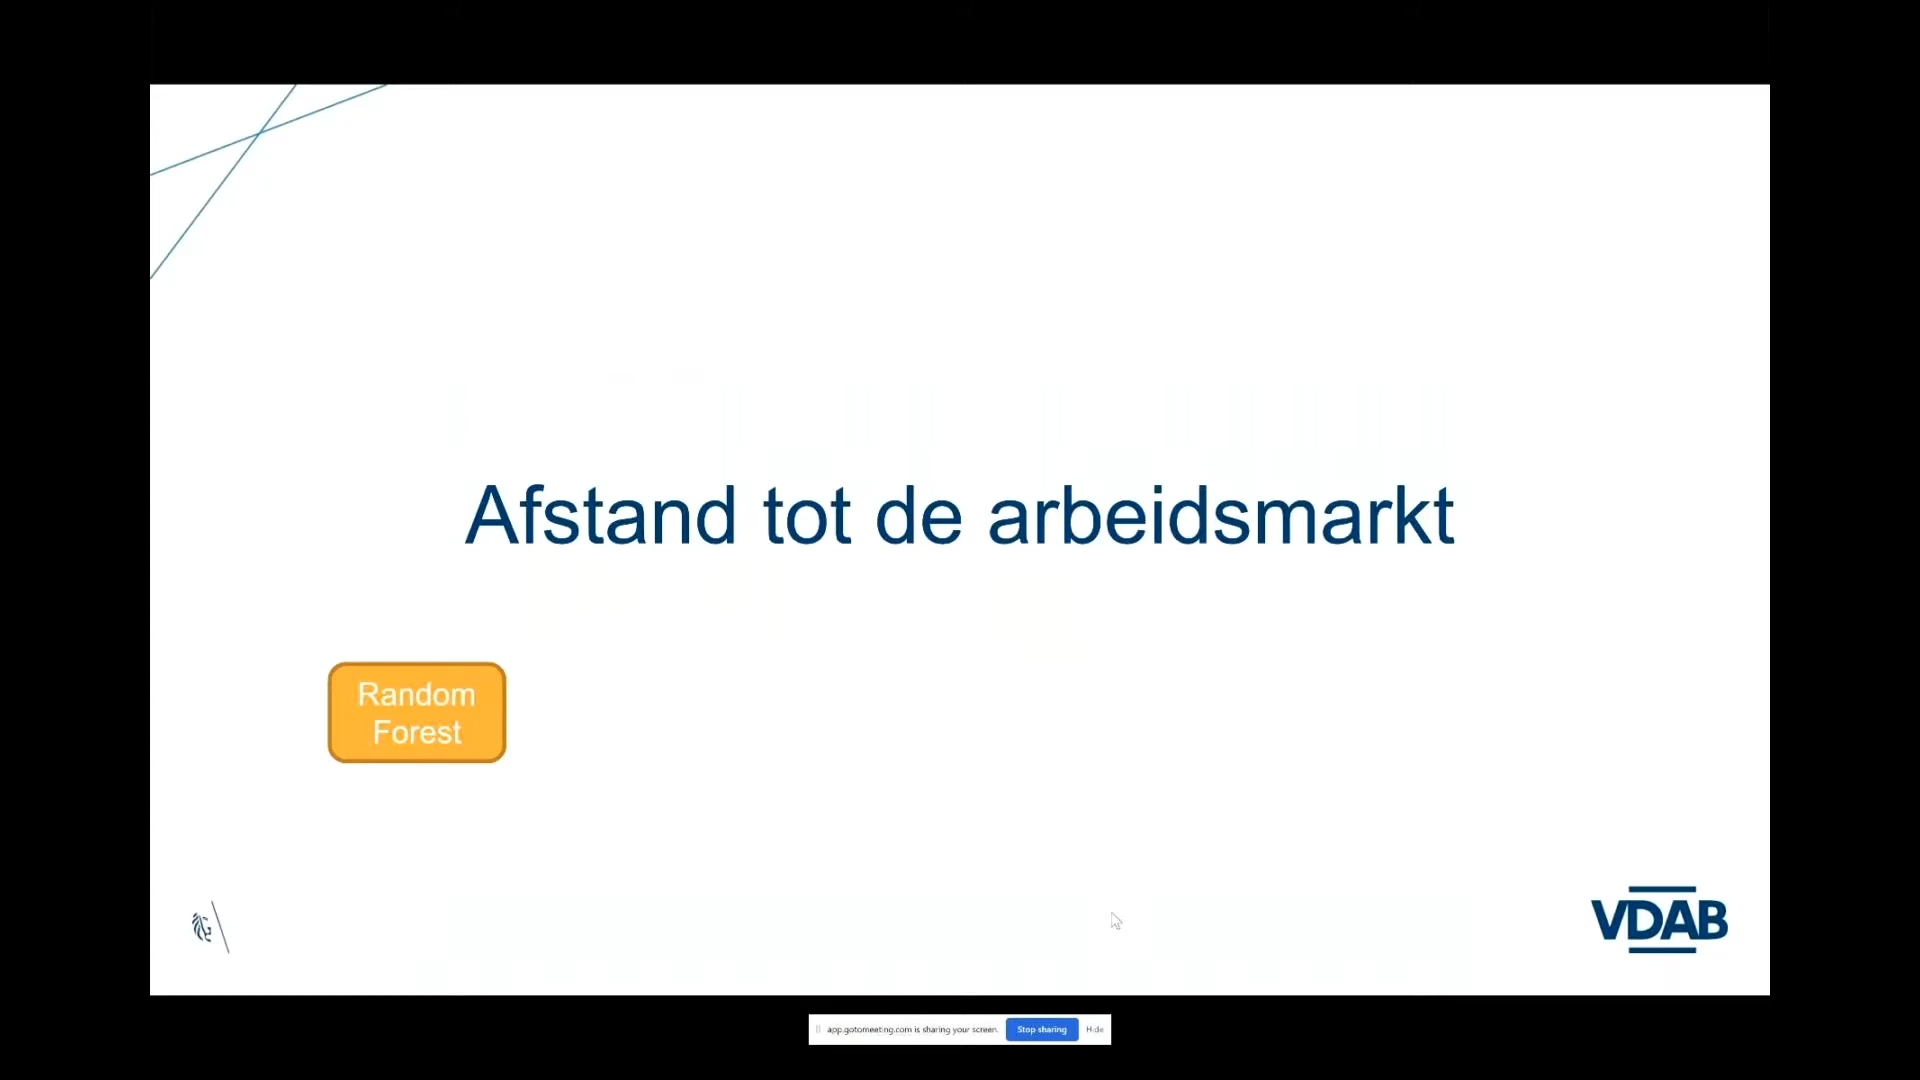 Afstand tot de arbeidsmarkt
Random
Forest
VDAB
app.gotomeeting.com is sharing your screen.
Stop sharing
Hide